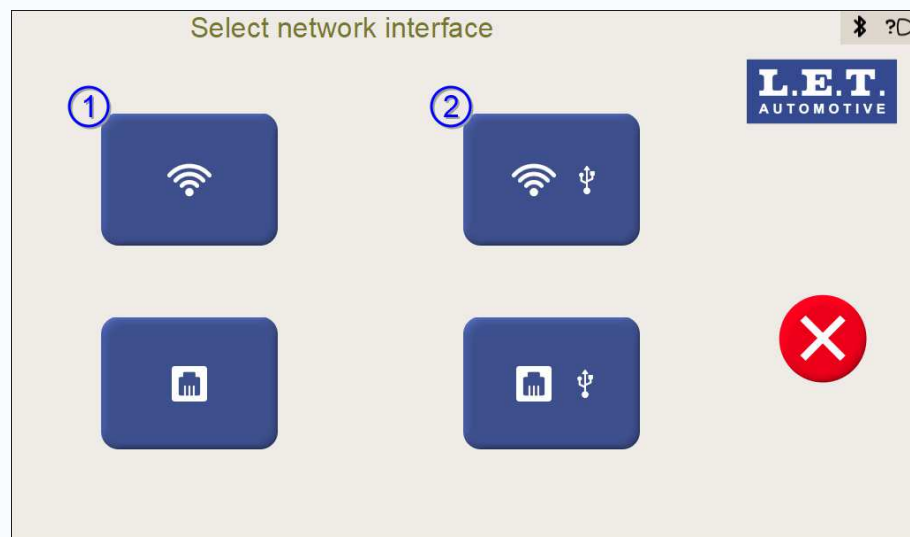 Select network interface
?
1
2
L.E.T.
AUTOMOTIVE